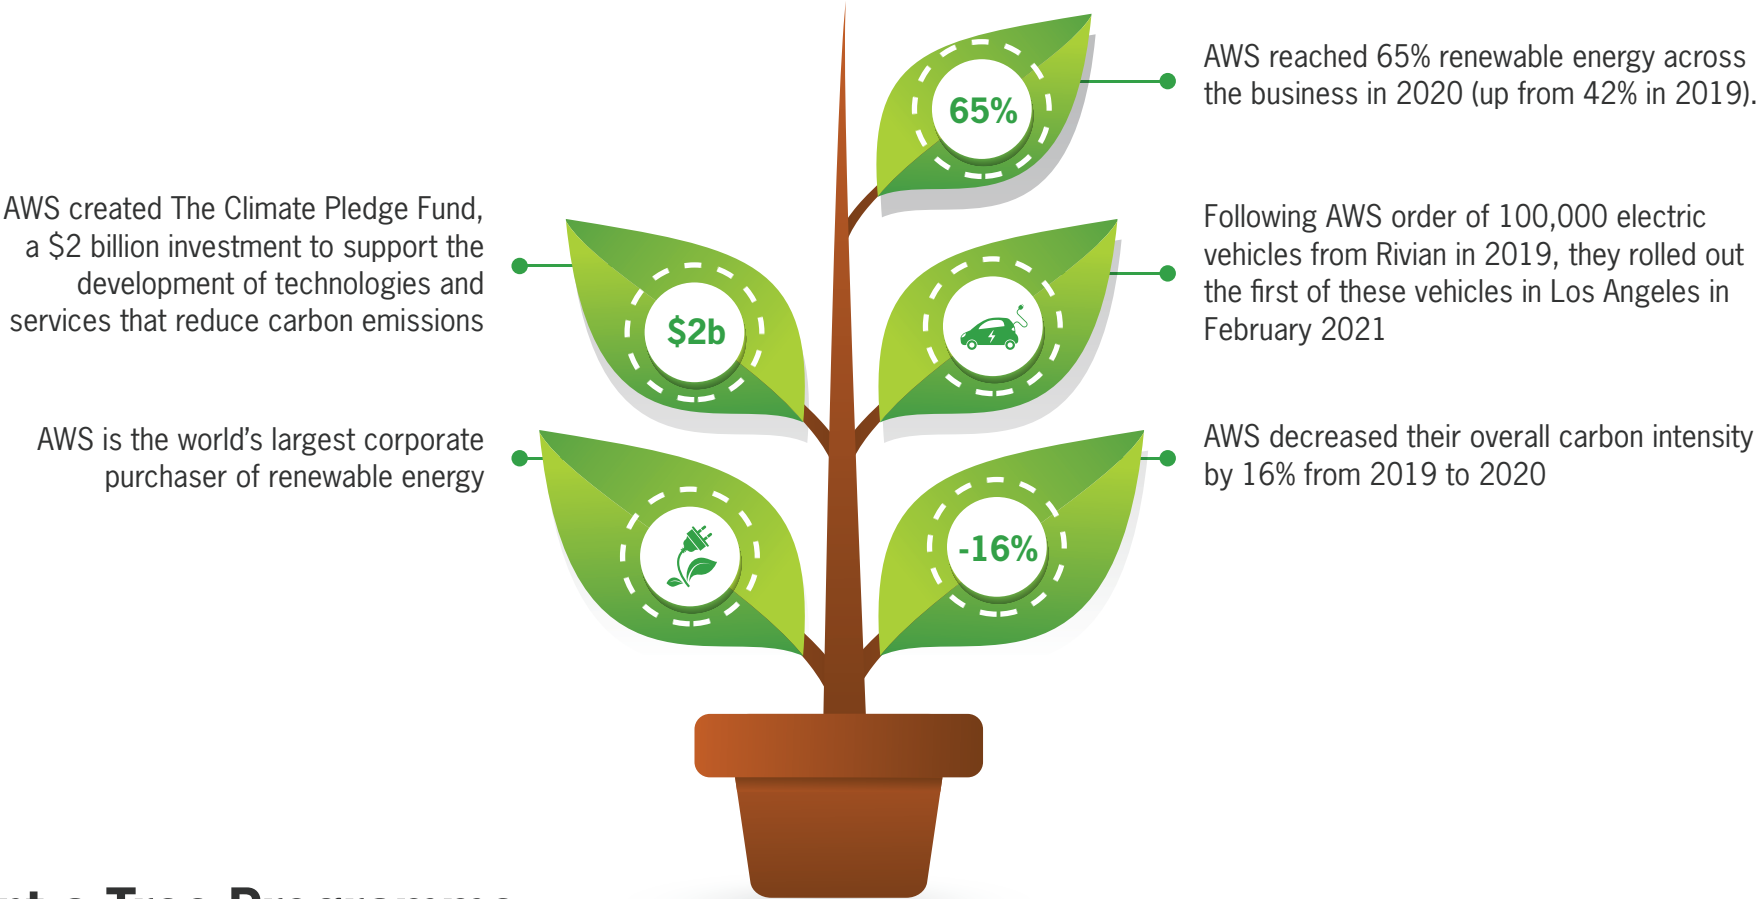 65%
AWS reached 65% renewable energy across
the business in 2020 (up from 42% in 2019).
AWS created The Climate Pledge Fund,
a $2 billion investment to support the
development of technologies and
services that reduce carbon emissions
$2b
Following AWS order of 100,000 electric
vehicles from Rivian in 2019, they rolled out
the first of these vehicles in Los Angeles in
February 2021
AWS is the world’s largest corporate
purchaser of renewable energy
-16%
AWS decreased their overall carbon intensity
by 16% from 2019 to 2020
a Tree Programme